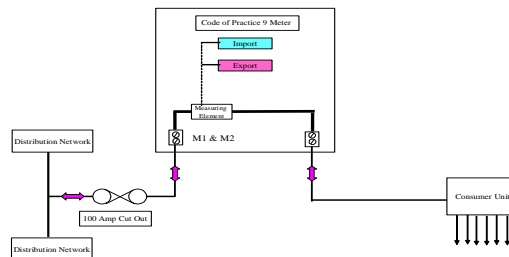 Code of Practice 9 Meter
Import
Export
Measuring
Element
M1 & M2
Distribution Network
100 Amp Cut Out
Distribution Network
Consumer Unit